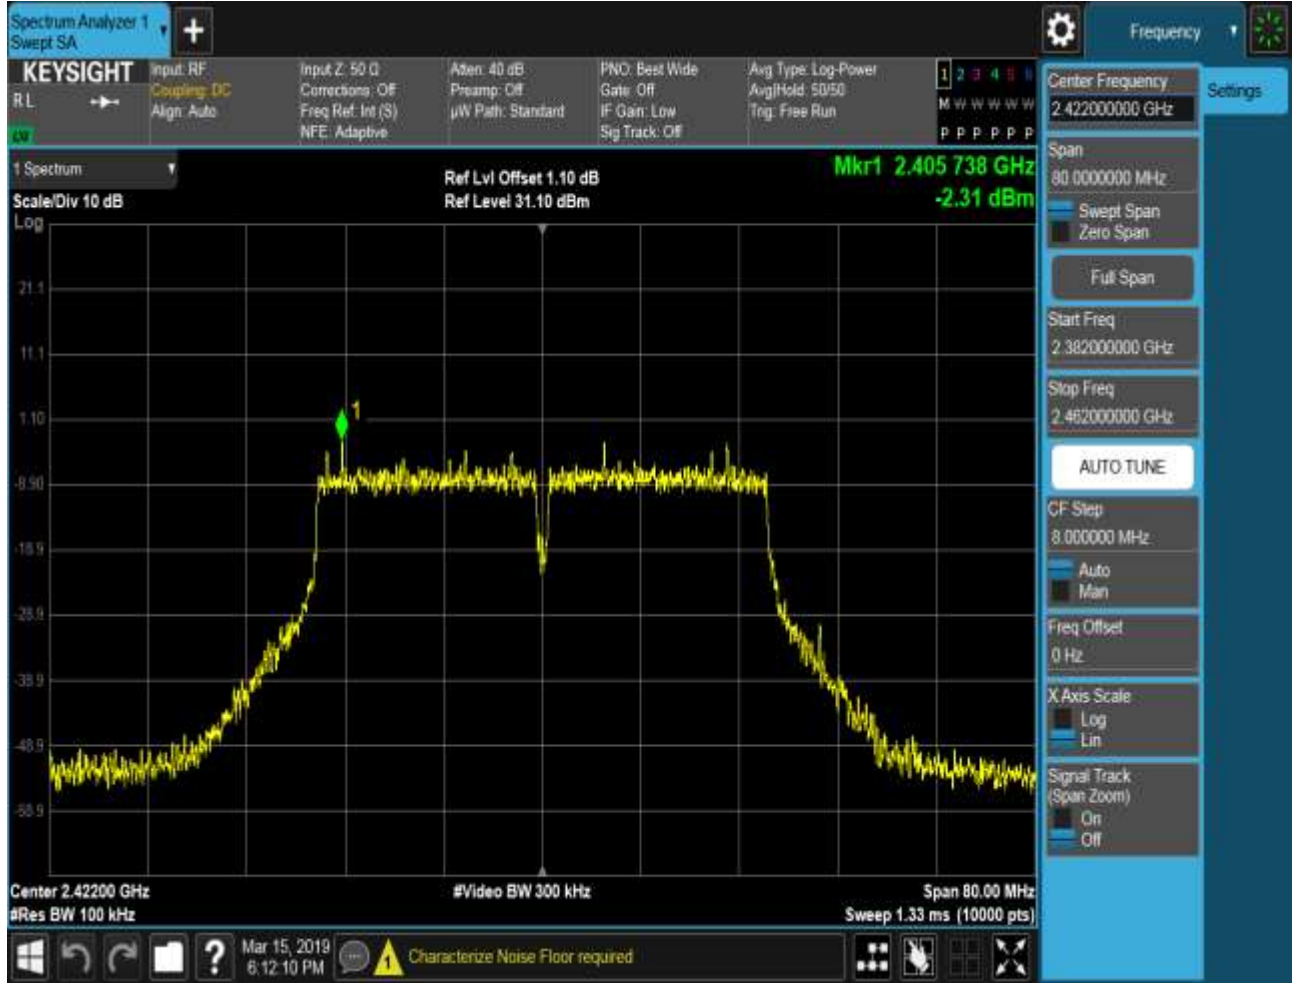 Spectrum Analyzer 1
Swept SA
Frequency
KEYSIGHT
RL
Input: RF
Coupling: DC
Align: Auto
Input Z: 50 Ω
Corrections: Off
Freq Ref: Int (S)
NFE: Adaptive
Atten: 40 dB
Preamp: Off
µW Path: Standard
PNO: Best Wide
Gate: Off
IF Gain: Low
Sig Track: Off
Avg Type: Log-Power
Avg|Hold: 50/50
Trig: Free Run
1 2 3 4 5 6
M W W W W W
P P P P P P
1 Spectrum
Scale/Div 10 dB
Log
Ref Lvl Offset 1.10 dB
Ref Level 31.10 dBm
Mkr1 2.405 738 GHz
-2.31 dBm
21.1
11.1
1.10
-8.90
-18.9
-28.9
-38.9
-48.9
-58.9
1
Center 2.42200 GHz
#Res BW 100 kHz
#Video BW 300 kHz
Span 80.00 MHz
Sweep 1.33 ms (10000 pts)
Center Frequency
2.422000000 GHz
Settings
Span
80.0000000 MHz
Swept Span
Zero Span
Full Span
Start Freq
2.382000000 GHz
Stop Freq
2.462000000 GHz
AUTO TUNE
CF Step
8.000000 MHz
Auto
Man
Freq Offset
0 Hz
X Axis Scale
Log
Lin
Signal Track
(Span Zoom)
On
Off
?
Mar 15, 2019
6:12:10 PM
1
Characterize Noise Floor required